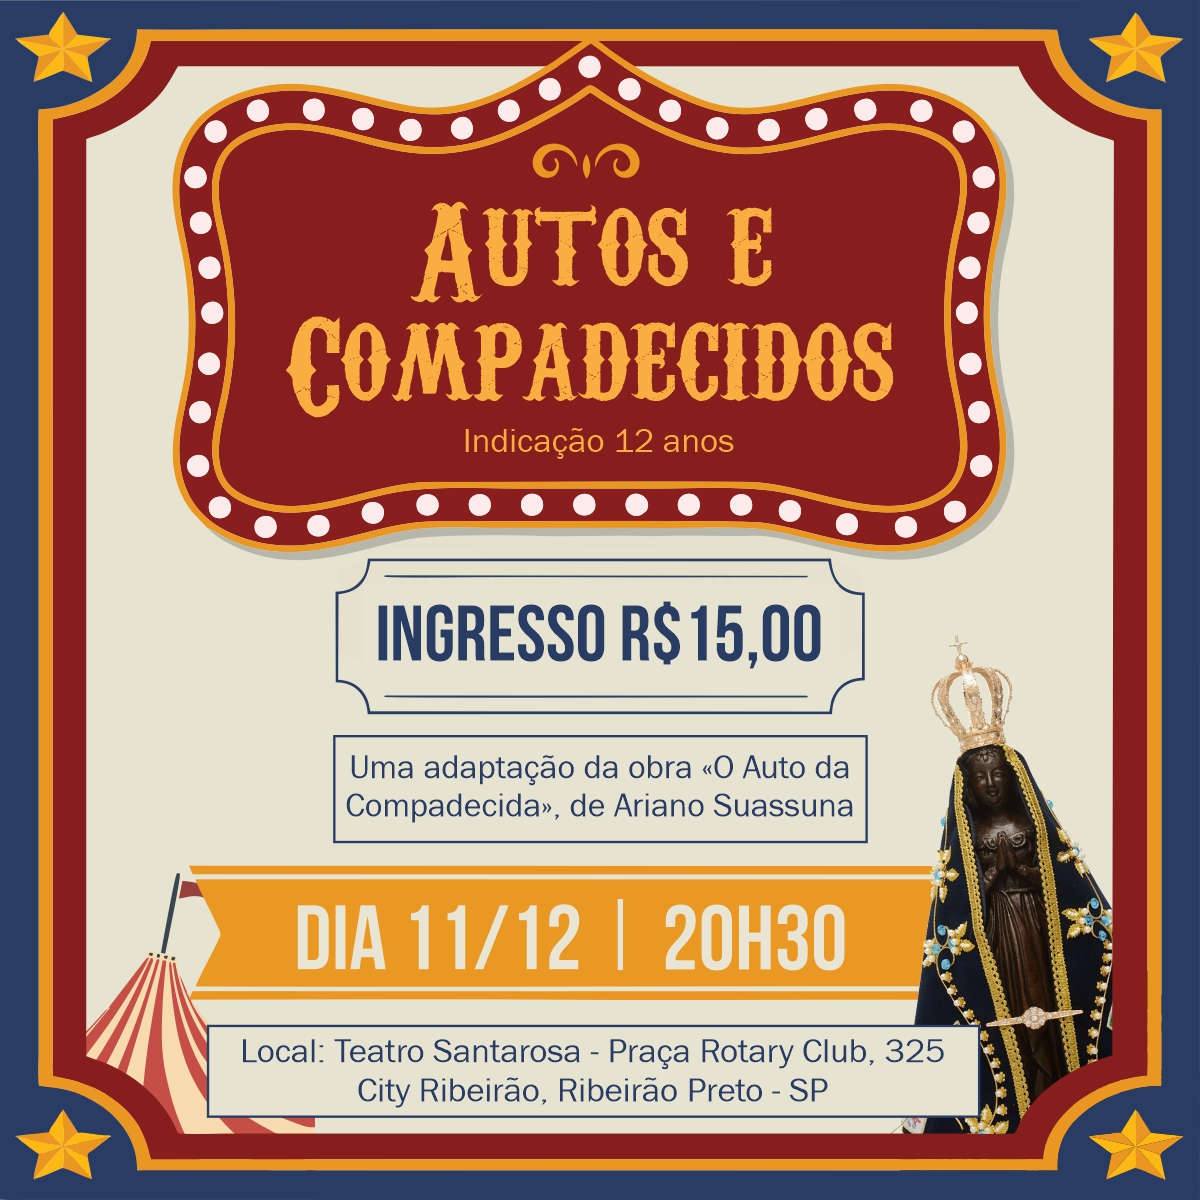 AUTOS E
COMPADECIDOS
Indicação 12 anos
INGRESSO R$15,00
Uma adaptação da obra «O Auto da
Compadecida», de Ariano Suassuna
DIA 11/12 | 20H30
Local: Teatro Santarosa - Praça Rotary Club, 325
City Ribeirão, Ribeirão Preto - SP